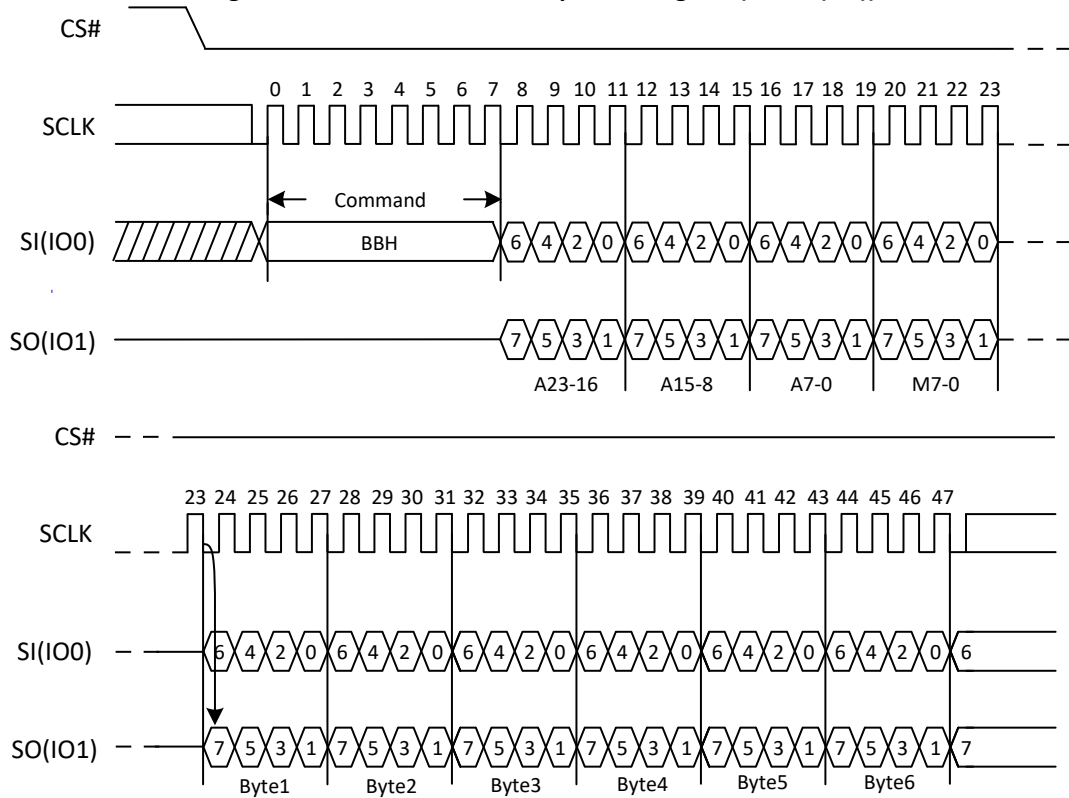 CS#
0 1 2 3 4 5 6 7 8 9 10 11 12 13 14 15 16 17 18 19 20 21 22 23
SCLK
Command
SI(IO0) BBH 6 4 2 0 6 4 2 0 6 4 2 0 6 4 2 0
SO(IO1) 7 5 3 1 7 5 3 1 7 5 3 1 7 5 3 1
A23-16 A15-8 A7-0 M7-0
CS#
23 24 25 26 27 28 29 30 31 32 33 34 35 36 37 38 39 40 41 42 43 44 45 46 47
SCLK
SI(IO0) 6 4 2 0 6 4 2 0 6 4 2 0 6 4 2 0 6 4 2 0 6 4 2 0 6
SO(IO1) 7 5 3 1 7 5 3 1 7 5 3 1 7 5 3 1 7 5 3 1 7 5 3 1 7
Byte1 Byte2 Byte3 Byte4 Byte5 Byte6